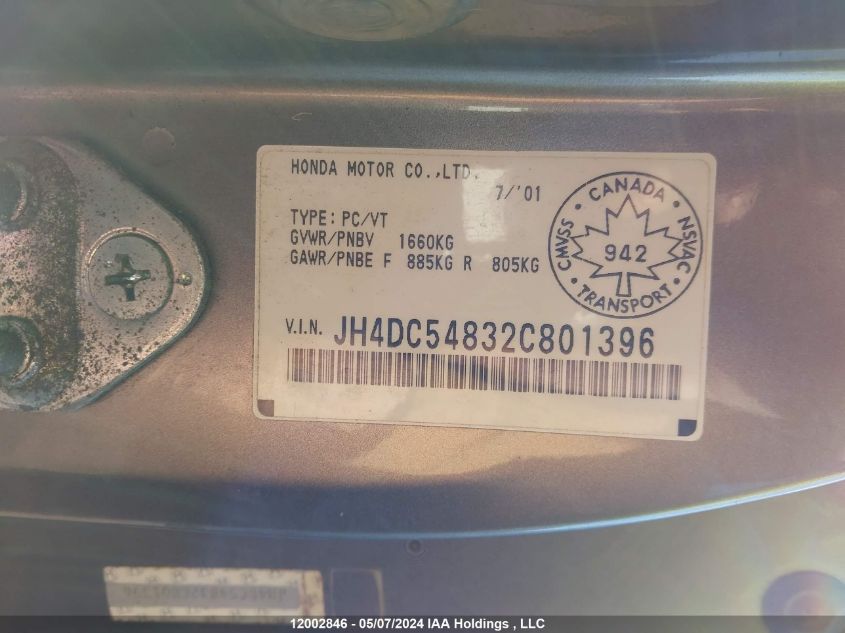 HONDA MOTOR CO.,LTD.
7/'01
TYPE: PC/VT
GVWR/PNBV 1660KG
GAWR/PNBE F 885KG R 805KG
CANADA
CMVSS
NSVAC
942
TRANSPORT
V.I.N. JH4DC54832C801396
12002846 - 05/07/2024 IAA Holdings , LLC